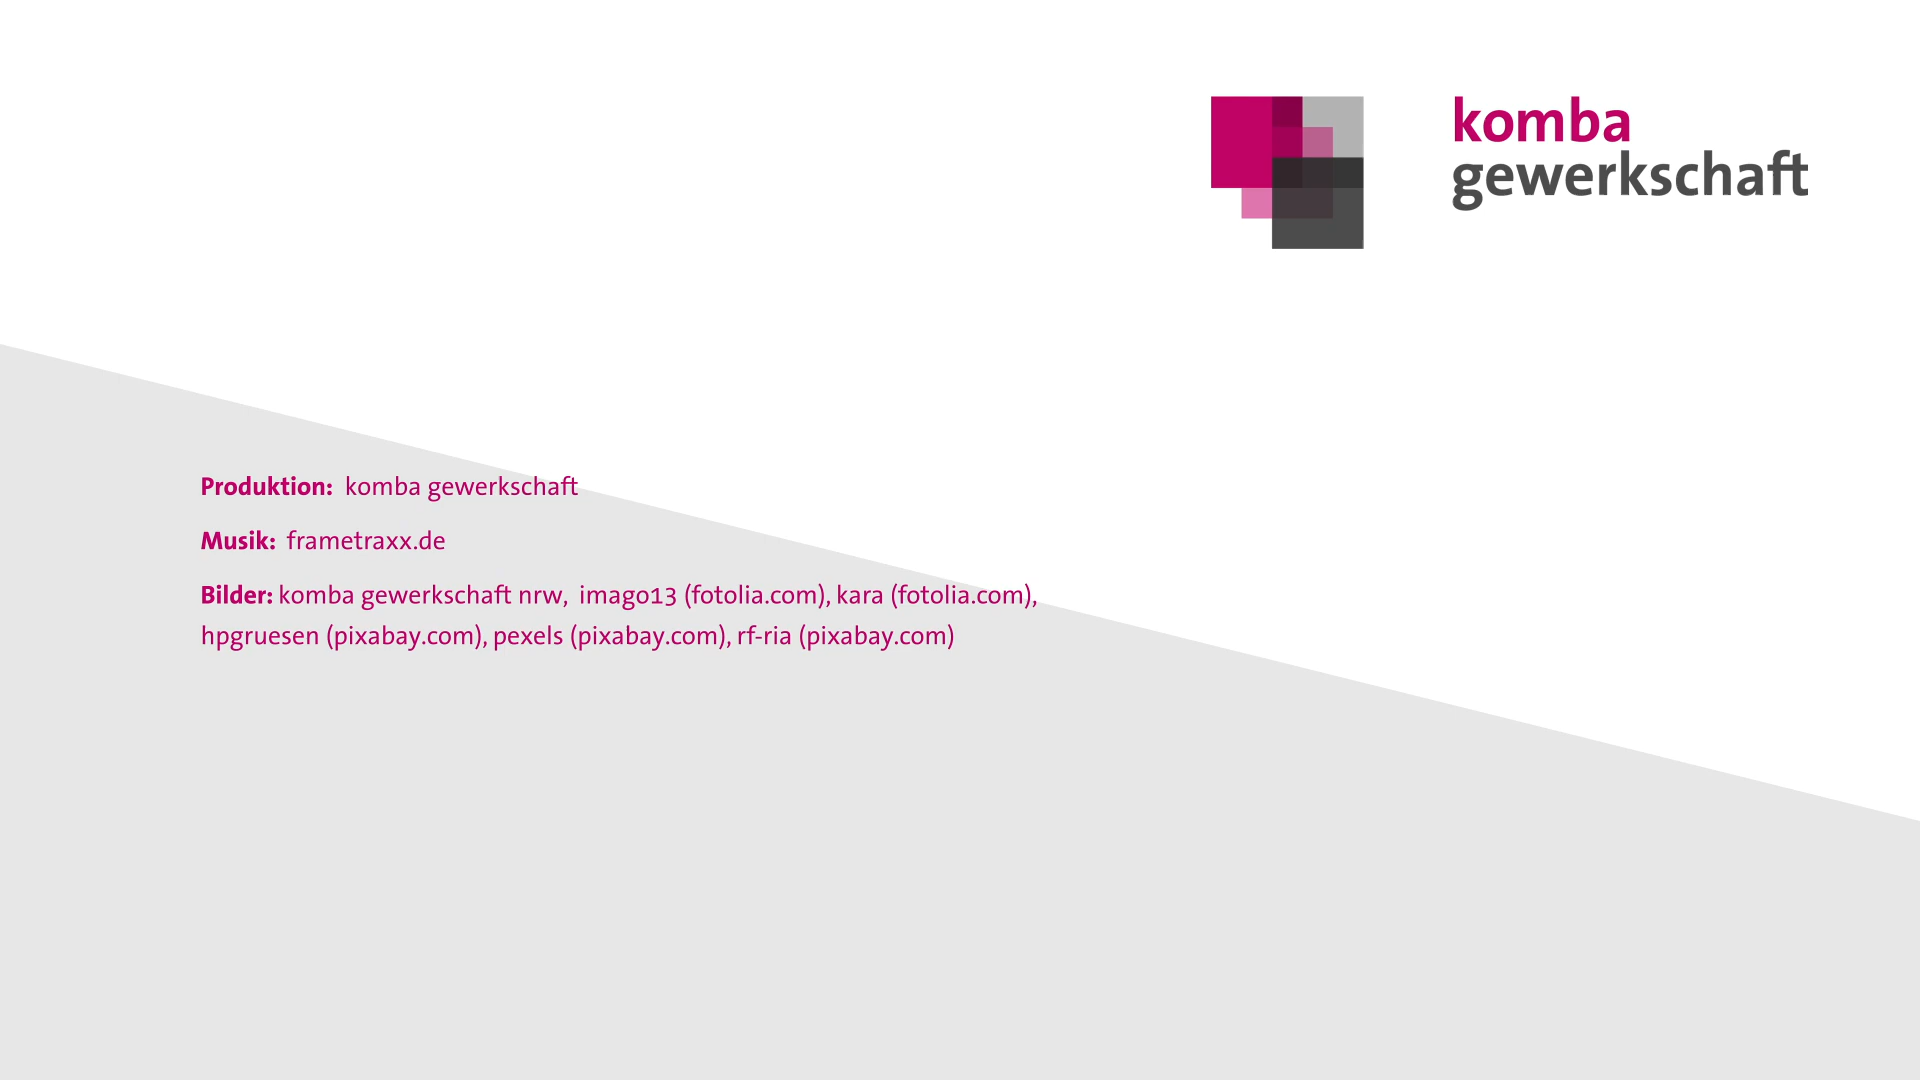 komba
gewerkschaft
Produktion: komba gewerkschaft
Musik: frametraxx.de
Bilder: komba gewerkschaft nrw, imago13 (fotolia.com), kara (fotolia.com),
hpgruesen (pixabay.com), pexels (pixabay.com), rf-ria (pixabay.com)